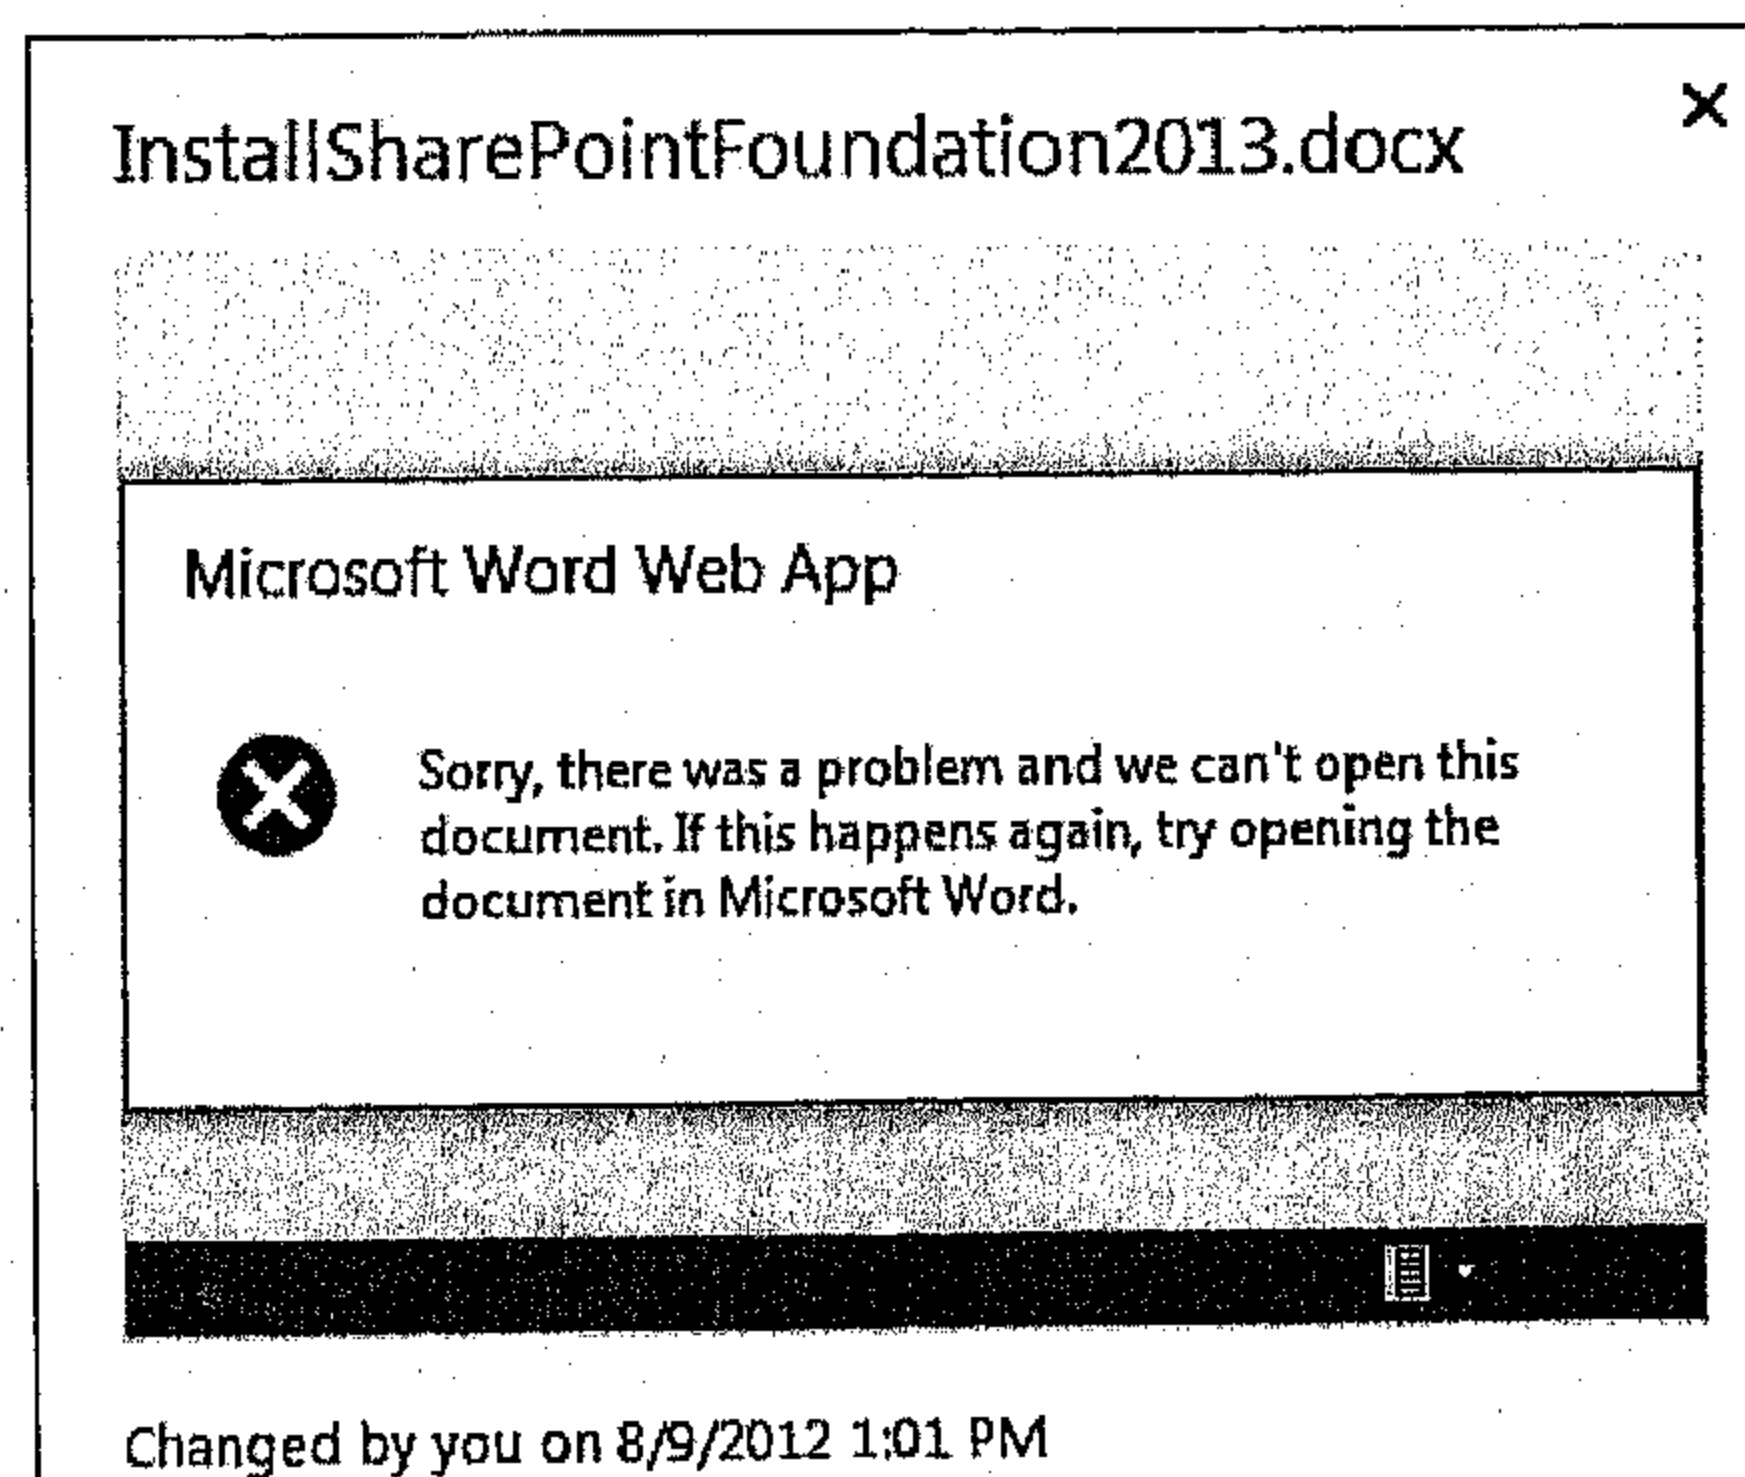 InstallSharePointFoundation2013.docx
Microsoft Word Web App
Sorry, there was a problem and we can't open this
document. If this happens again, try opening the
document in Microsoft Word.
Changed by you on 8/9/2012 1:01 PM